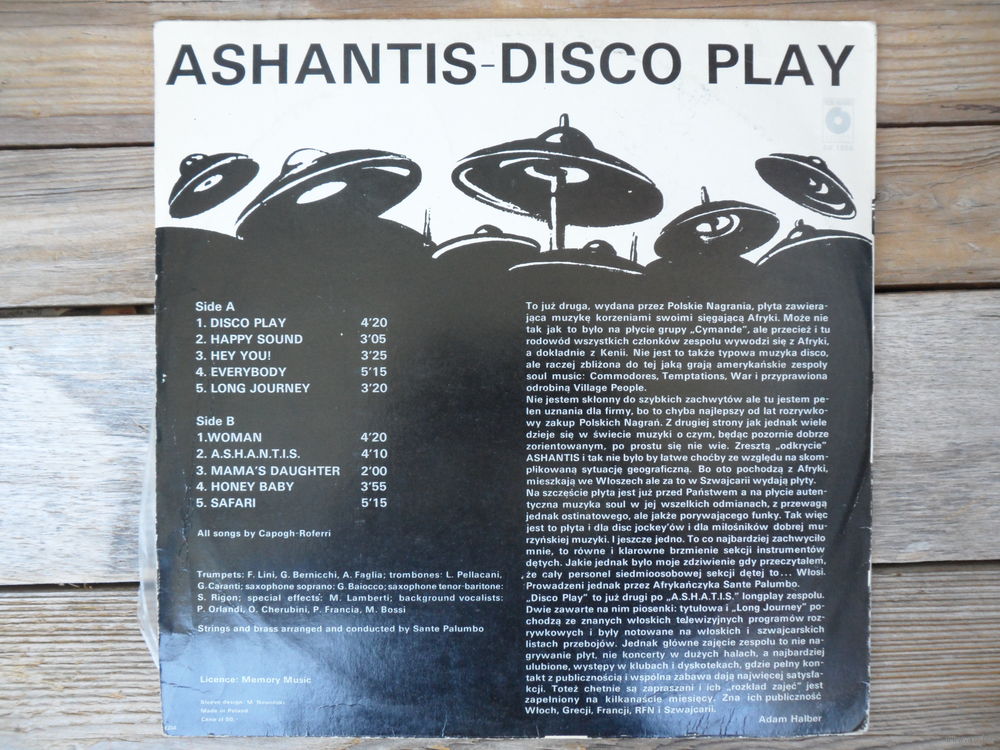 ASHANTIS-DISCO PLAY
Side A
1. DISCO PLAY 4'20
2. HAPPY SOUND 3'05
3. HEY YOU! 3'25
4. EVERYBODY 5'15
5. LONG JOURNEY 3'20
Side B
1.WOMAN 4'20
2. A.S.H.A.N.T.I.S. 4'10
3. MAMA'S DAUGHTER 2'00
4. HONEY BABY 3'55
5. SAFARI 5'15
All songs by Capogh-Roferri
Trumpets: F. Lini, G. Bernicchi, A. Faglia; trombones: L. Pellacani,
G. Caranti; saxophone soprano: G. Baiocco; saxophone tenor-baritone:
S. Rigon; special effects: M. Lamberti; background vocalists:
P. Orlandi, O. Cherubini, P. Francia, M. Bossi
Strings and brass arranged and conducted by Sante Palumbo
Licence: Memory Music
Sleeve design: M.
Made in Poland
Cena zł
To już druga, wydana przez Polskie Nagrania, płyta zawiera-
jąca muzykę korzeniami swoimi sięgającą Afryki. Może nie
tak jak to było na płycie grupy „Cymande", ale przecież i tu
rodowód wszystkich członków zespołu wywodzi się z Afryki,
a dokładnie z Kenii. Nie jest to także typowa muzyka disco,
ale raczej zbliżona do tej jaką grają amerykańskie zespoły
soul music: Commodores, Temptations, War i przyprawiona
odrobiną Village People.
Nie jestem skłonny do szybkich zachwytów ale tu jestem pe-
łen uznania dla firmy, bo to chyba najlepszy od lat rozrywko-
wy zakup Polskich Nagrań. Z drugiej strony jak jednak wiele
dzieje się w świecie muzyki o czym, będąc pozornie dobrze
zorientowanym, po prostu się nie wie. Zresztą „odkrycie"
ASHANTIS i tak nie było by łatwe choćby ze względu na skom-
plikowaną sytuację geograficzną. Bo oto pochodzą z Afryki,
mieszkają we Włoszech ale za to w Szwajcarii wydają płyty.
Na szczęście płyta jest już przed Państwem a na płycie auten-
tyczna muzyka soul w jej wszelkich odmianach, z przewagą
jednak ostinatowego, ale jakże porywającego funky. Tak więc
jest to płyta i dla disc jockey'ów i dla miłośników dobrej mu-
rzyńskiej muzyki. I jeszcze jedno. To co najbardziej zachwyciło
mnie, to równe i klarowne brzmienie sekcji instrumentów
dętych. Jakie jednak było moje zdziwienie gdy przeczytałem,
że cały personel siedmioosobowej sekcji dętej to... Włosi.
Prowadzeni jednak przez Afrykańczyka Sante Palumbo.
„Disco Play" to już drugi po „A.S.H.A.T.I.S." longplay zespołu.
Dwie zawarte na nim piosenki: tytułowa i „Long Journey" po-
chodzą ze znanych włoskich telewizyjnych programów roz-
rywkowych i były notowane na włoskich i szwajcarskich
listach przebojów. Jednak główne zajęcie zespołu to nie na-
grywanie płyt, nie koncerty w dużych halach, a najbardziej
ulubione, występy w klubach i dyskotekach, gdzie pełny kon-
takt z publicznością i wspólna zabawa dają najwięcej satysfa-
kcji. Toteż chętnie są zapraszani i ich „rozkład zajęć" jest
zapełniony na kilkanaście miesięcy. Zna ich publiczność
Włoch, Grecji, Francji, RFN i Szwajcarii.
Adam Halber